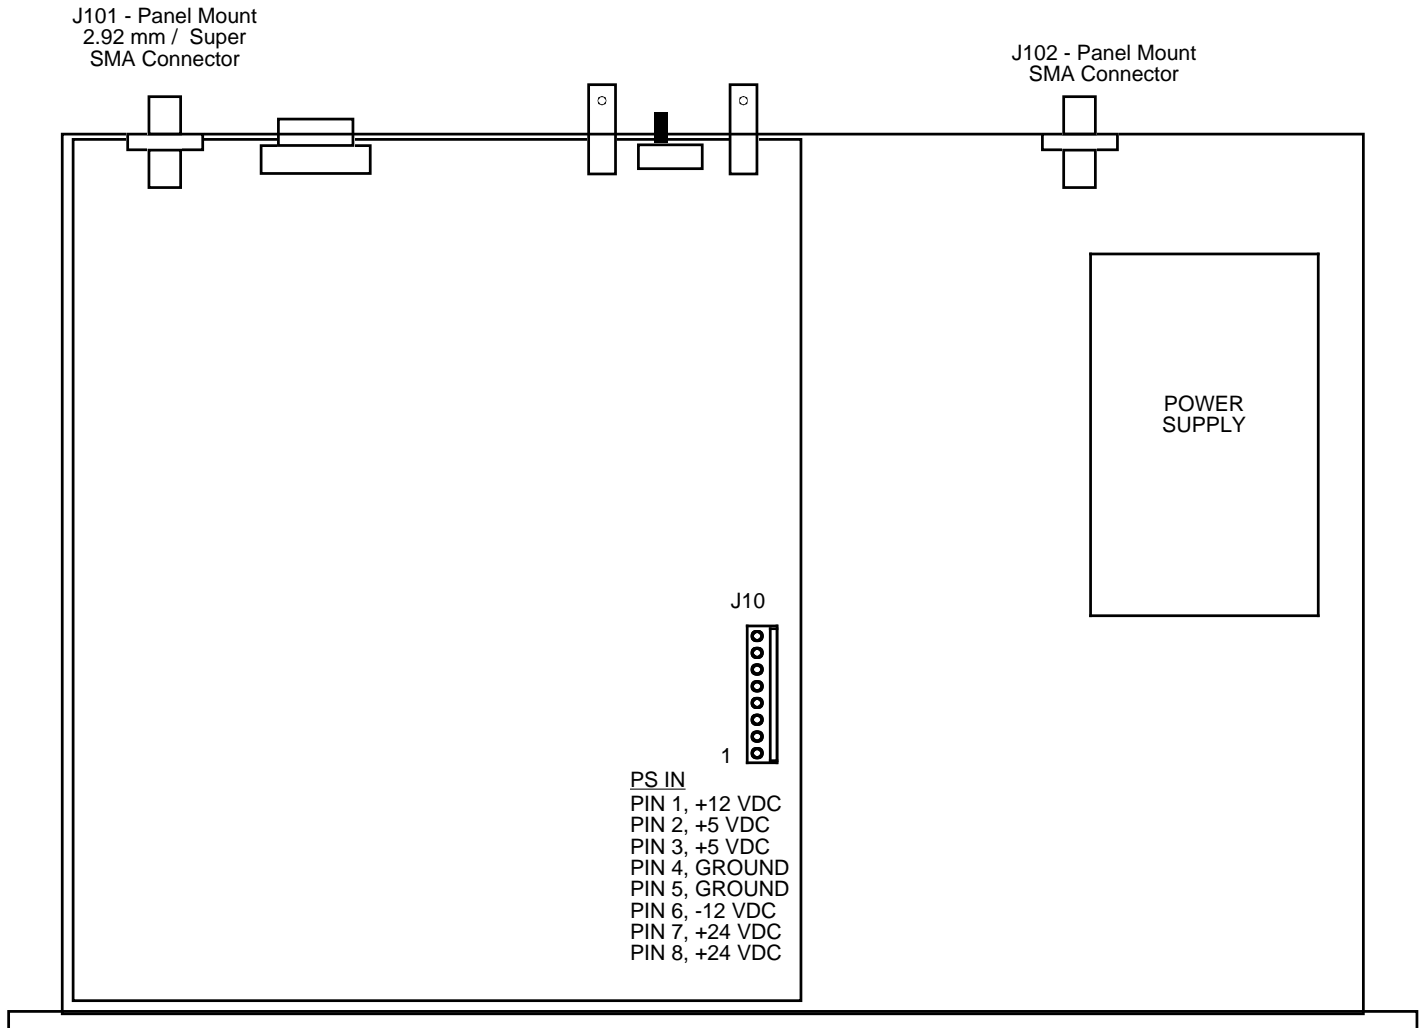 J101 - Panel Mount
2.92 mm /  Super
SMA Connector
J102 - Panel Mount
SMA Connector
POWER
SUPPLY
J10
1
PS IN
PIN 1, +12 VDC
PIN 2, +5 VDC
PIN 3, +5 VDC
PIN 4, GROUND
PIN 5, GROUND
PIN 6, -12 VDC
PIN 7, +24 VDC
PIN 8, +24 VDC